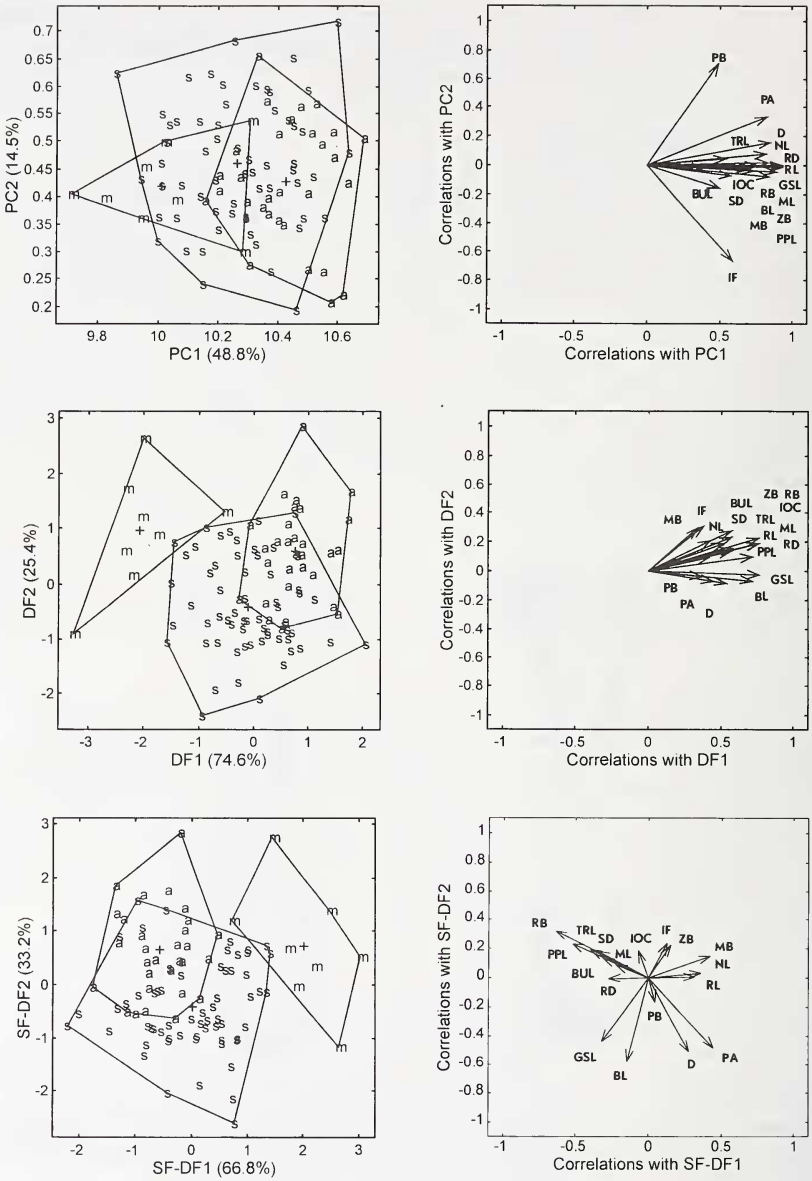 0.7
0.65
0.6
0.55
0.5
0.45
0.4
0.35
0.3
0.25
0.2
PC2 (14.5%)
9.8 10 10.2 10.4 10.6
PC1 (48.8%)
1
0.8
0.6
0.4
0.2
0
-0.2
-0.4
-0.6
-0.8
-1
Correlations with PC2
PB
PA
D
TRL NL
RD
RL
IOC GSL
BUL RB
SD ML
BL
ZB
MB
PPL
IF
-1 -0.5 0 0.5 1
Correlations with PC1
3
2
1
0
-1
-2
DF2 (25.4%)
-3 -2 -1 0 1 2
DF1 (74.6%)
1
0.8
0.6
0.4
0.2
0
-0.2
-0.4
-0.6
-0.8
-1
Correlations with DF2
ZB RB
BUL
IF IOC
MB SD TRL
NL ML
RL
RD
PPL
GSL
PB BL
PA
D
-1 -0.5 0 0.5 1
Correlations with DF1
3
2
1
0
-1
-2
SF-DF2 (33.2%)
-2 -1 0 1 2 3
SF-DF1 (66.8%)
1
0.8
0.6
0.4
0.2
0
-0.2
-0.4
-0.6
-0.8
-1
Correlations with SF-DF2
RB
TRL IF
SD IOC ZB
MB
PPL ML
NL
BUL
RL
RD
PB
GSL PA
D
BL
-1 -0.5 0 0.5 1
Correlations with SF-DF1